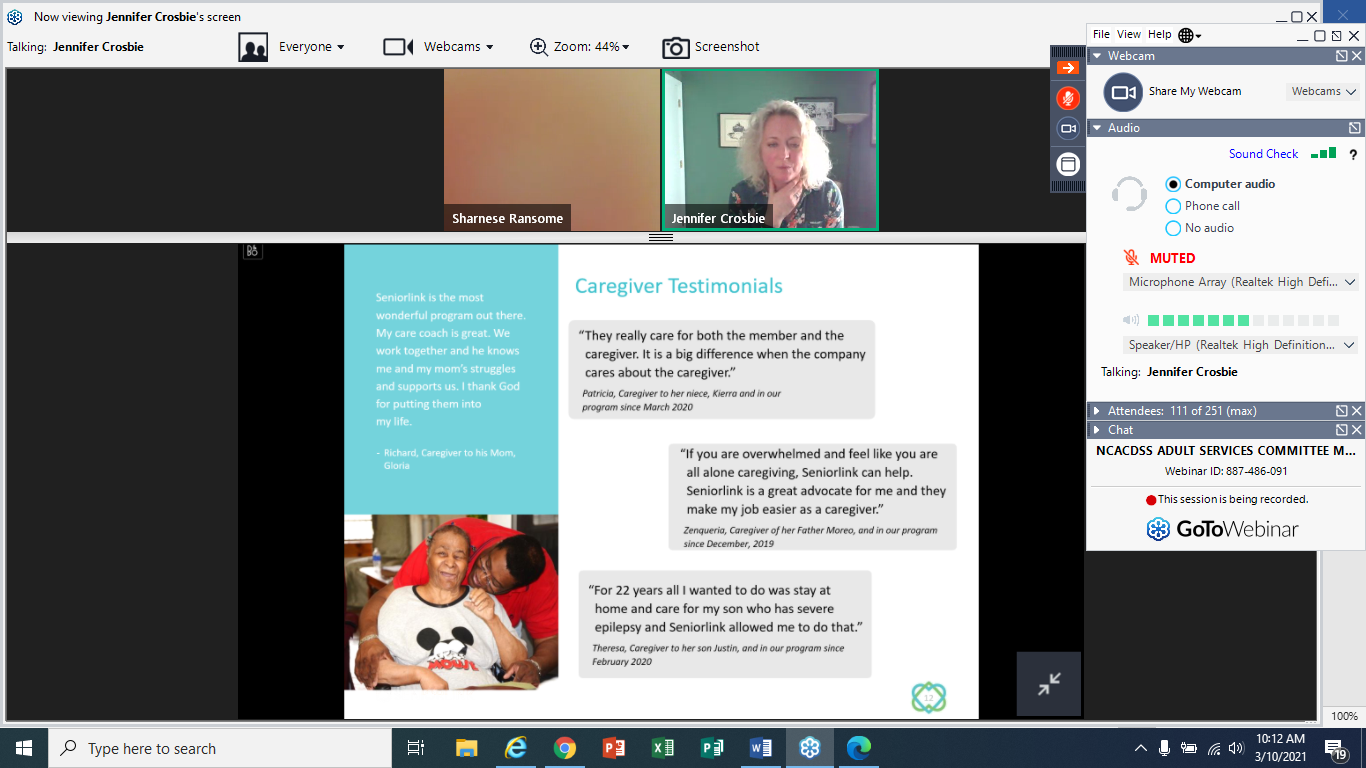 Now viewing Jennifer Crosbie's screen
Talking: Jennifer Crosbie
Everyone
Webcams
Zoom: 44%
Screenshot
Sharnese Ransome
Jennifer Crosbie
Seniorlink is the most
wonderful program out there.
My care coach is great. We
work together and he knows
me and my mom's struggles
and supports us. I thank God
for putting them into
my life.
- Richard, Caregiver to his Mom,
Gloria
Caregiver Testimonials
“They really care for both the member and the
caregiver. It is a big difference when the company
cares about the caregiver.”
Patricia, Caregiver to her niece, Kierra and in our
program since March 2020
“If you are overwhelmed and feel like you are
all alone caregiving, Seniorlink can help.
Seniorlink is a great advocate for me and they
make my job easier as a caregiver.”
Zenqueria, Caregiver of her Father Moreo, and in our program
since December, 2019
“For 22 years all I wanted to do was stay at
home and care for my son who has severe
epilepsy and Seniorlink allowed me to do that.”
Theresa, Caregiver to her son Justin, and in our program since
February 2020
12
File View Help
Webcam
Share My Webcam
Webcams
Audio
Sound Check
?
Computer audio
Phone call
No audio
MUTED
Microphone Array (Realtek High Defi...
Speaker/HP (Realtek High Definition...
Talking: Jennifer Crosbie
Attendees: 111 of 251 (max)
Chat
NCACDSS ADULT SERVICES COMMITTEE M...
Webinar ID: 887-486-091
This session is being recorded.
GoToWebinar
100%
Type here to search
10:12 AM
3/10/2021
19